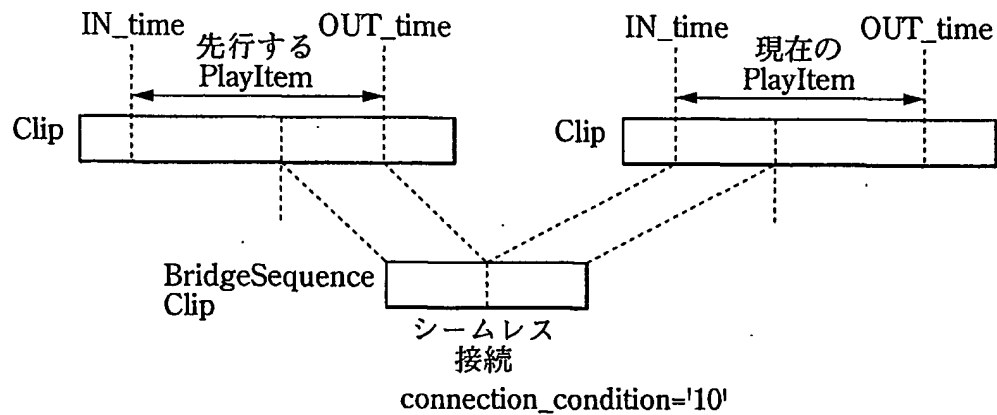 IN_time
先行する
PlayItem
OUT_time
IN_time
現在の
PlayItem
OUT_time
Clip
Clip
BridgeSequence
Clip
シームレス
接続
connection_condition='10'